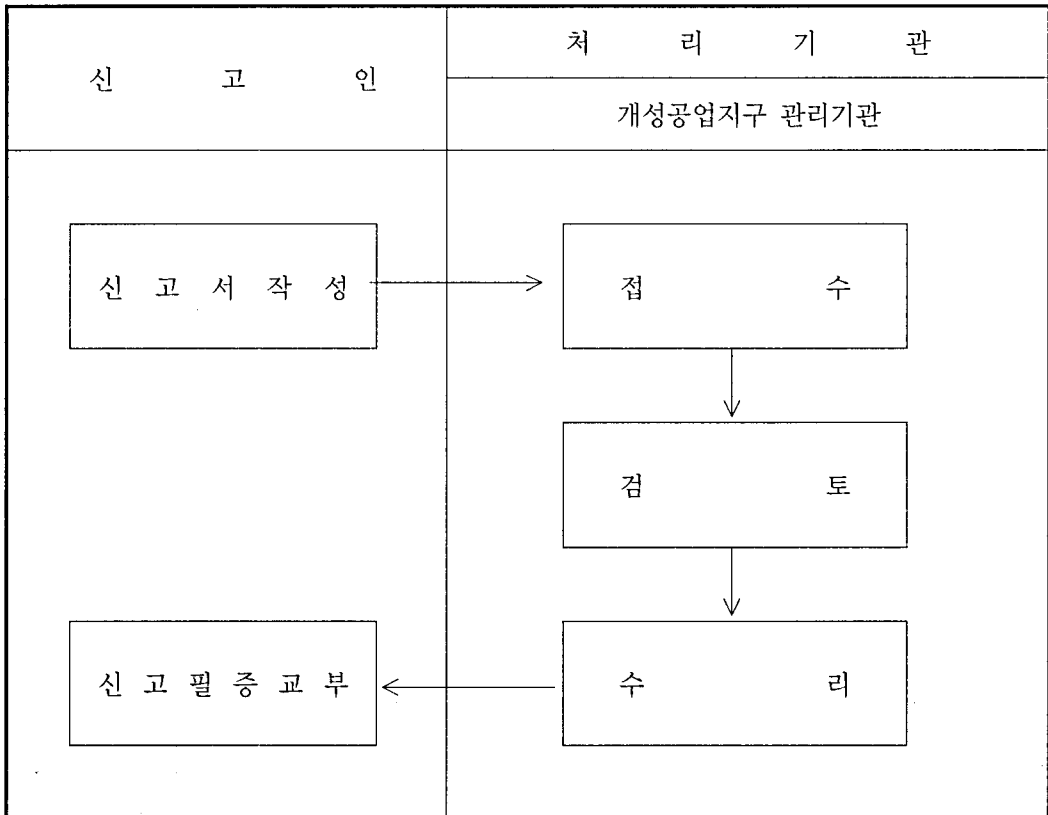 신 고 인
처 리 기 관
개성공업지구 관리기관
신 고 서 작 성
접 수
검 토
신 고 필 증 교 부
수 리